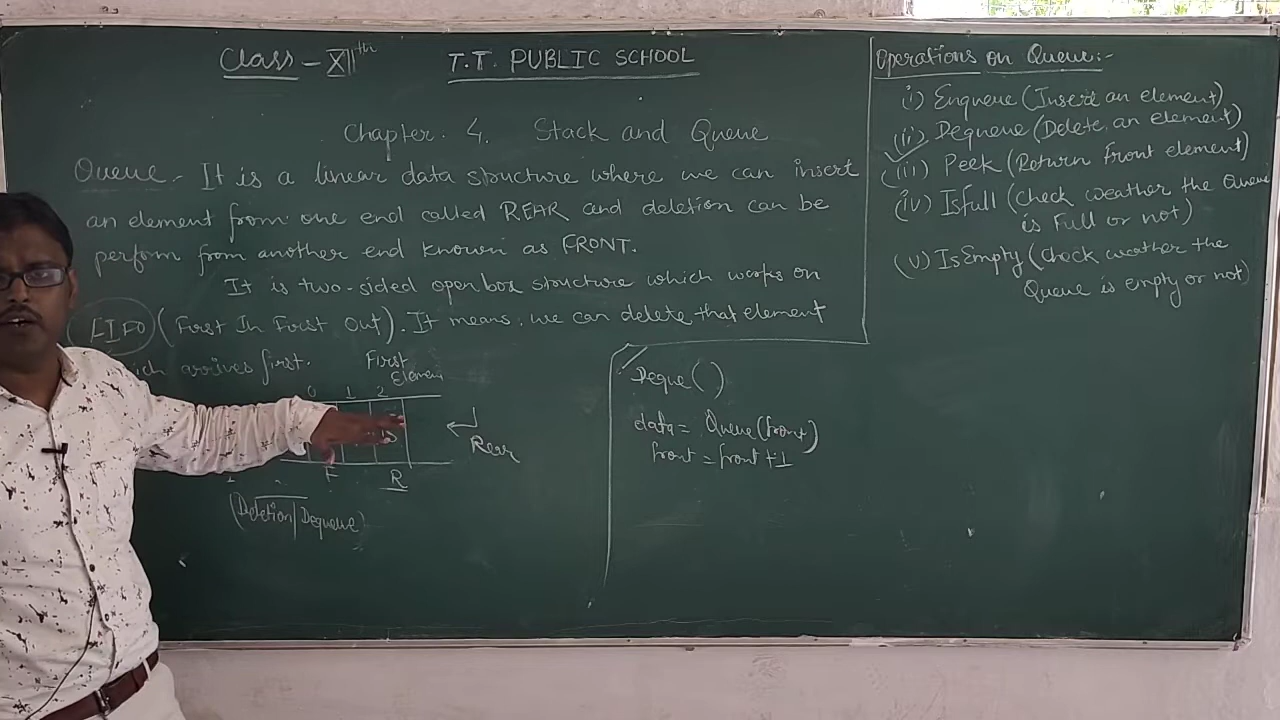 Class - XIIth
T.T. PUBLIC SCHOOL
Chapter. 4. Stack and Queue
Queue - It is a linear data structure where we can insert
an element from one end called REAR and deletion can be
perform from another end known as FRONT.
It is two-sided open box structure which works on
FIFO (First In First Out). It means, we can delete that element
arrives first.
First
Element
0 1 2
Rear
F R
(Deletion/Dequeue)
Deque( )
data = Queue(front)
front = front +1
Operations on Queue:-
(i) Enqueue (Insert an element)
(ii) Dequeue (Delete an element)
(iii) Peek (Return Front element)
(iv) Isfull (Check weather the Queue
is Full or not)
(v) IsEmpty (Check weather the
Queue is empty or not)